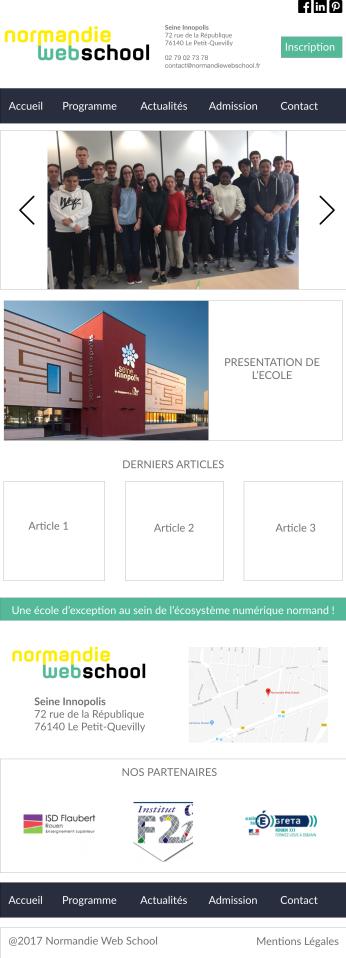 normandie
webschool
Seine Innopolis
72 rue de la République
76140 Le Petit-Quevilly
02 79 02 73 78
contact@normandiewebschool.fr
Inscription
Accueil Programme Actualités Admission Contact
seine
innopolis
PRESENTATION DE
L'ECOLE
DERNIERS ARTICLES
Article 1 Article 2 Article 3
Une école d'exception au sein de l'écosystème numérique normand !
normandie
webschool
Seine Innopolis
72 rue de la République
76140 Le Petit-Quevilly
Normandie Web School
NOS PARTENAIRES
ISD Flaubert
Rouen
Enseignement supérieur
Institut
F2i
Greta
Accueil Programme Actualités Admission Contact
@2017 Normandie Web School Mentions Légales